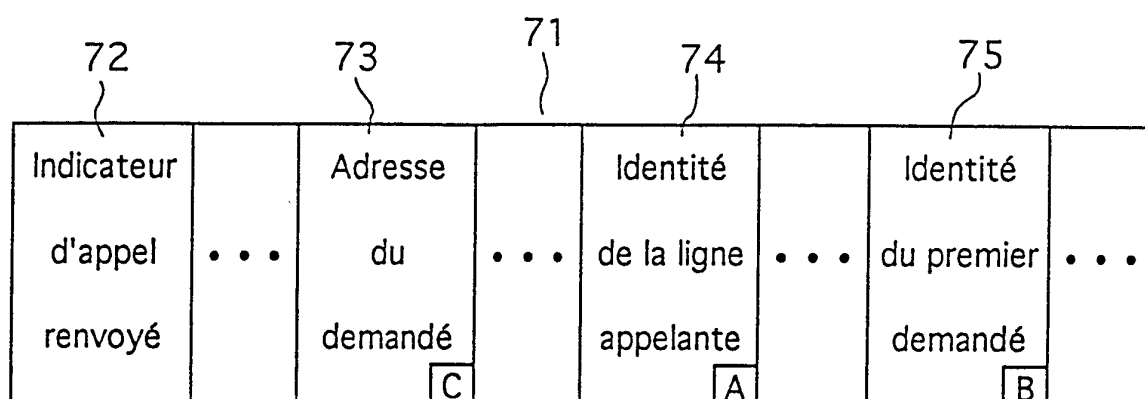 71
72
73
74
75
Indicateur
d'appel
renvoyé
• • •
Adresse
du
demandé
C
• • •
Identité
de la ligne
appelante
A
• • •
Identité
du premier
demandé
B
• • •